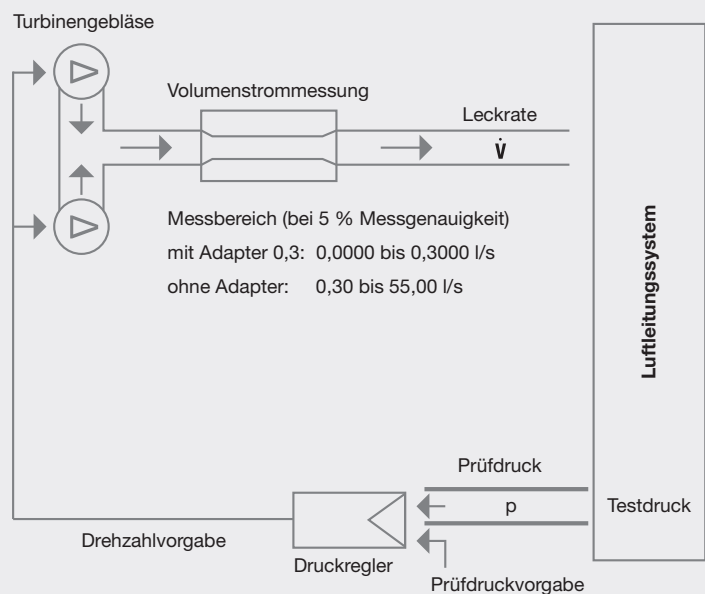 Turbinengebläse
Volumenstrommessung
Leckrate
V̇
Messbereich (bei 5 % Messgenauigkeit)
mit Adapter 0,3: 0,0000 bis 0,3000 l/s
ohne Adapter: 0,30 bis 55,00 l/s
Luftleitungssystem
Prüfdruck
p
Testdruck
Drehzahlvorgabe
Druckregler
Prüfdruckvorgabe